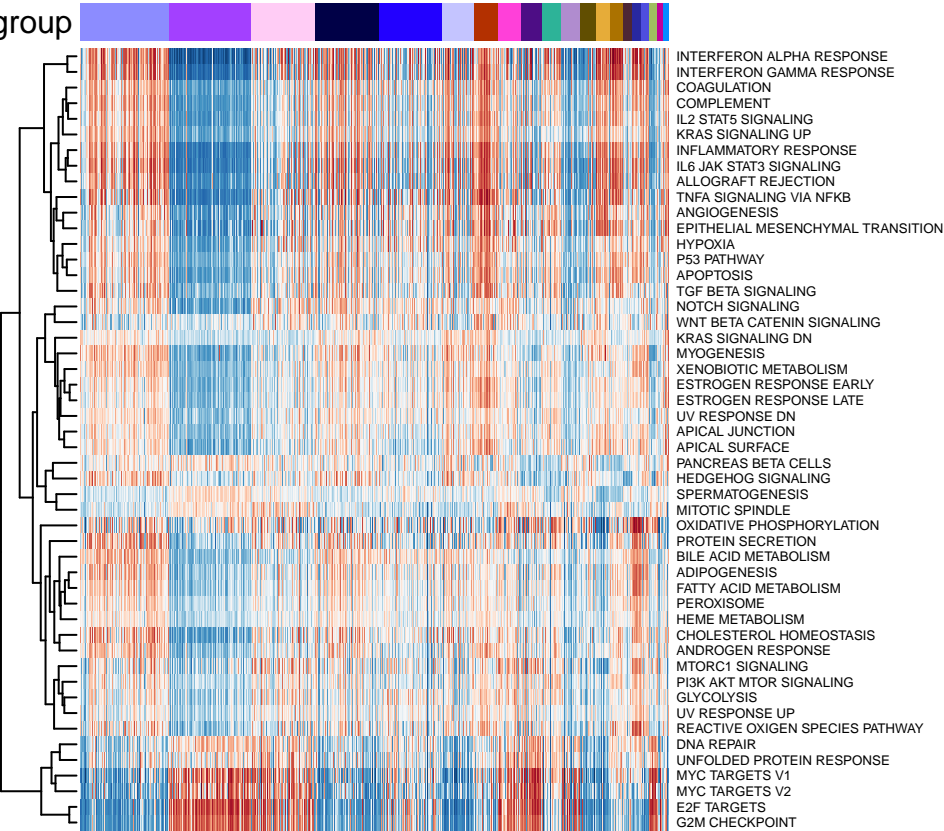 group
INTERFERON ALPHA RESPONSE
INTERFERON GAMMA RESPONSE
COAGULATION
COMPLEMENT
IL2 STAT5 SIGNALING
KRAS SIGNALING UP
INFLAMMATORY RESPONSE
IL6 JAK STAT3 SIGNALING
ALLOGRAFT REJECTION
TNFA SIGNALING VIA NFKB
ANGIOGENESIS
EPITHELIAL MESENCHYMAL TRANSITION
HYPOXIA
P53 PATHWAY
APOPTOSIS
TGF BETA SIGNALING
NOTCH SIGNALING
WNT BETA CATENIN SIGNALING
KRAS SIGNALING DN
MYOGENESIS
XENOBIOTIC METABOLISM
ESTROGEN RESPONSE EARLY
ESTROGEN RESPONSE LATE
UV RESPONSE DN
APICAL JUNCTION
APICAL SURFACE
PANCREAS BETA CELLS
HEDGEHOG SIGNALING
SPERMATOGENESIS
MITOTIC SPINDLE
OXIDATIVE PHOSPHORYLATION
PROTEIN SECRETION
BILE ACID METABOLISM
ADIPOGENESIS
FATTY ACID METABOLISM
PEROXISOME
HEME METABOLISM
CHOLESTEROL HOMEOSTASIS
ANDROGEN RESPONSE
MTORC1 SIGNALING
PI3K AKT MTOR SIGNALING
GLYCOLYSIS
UV RESPONSE UP
REACTIVE OXIGEN SPECIES PATHWAY
DNA REPAIR
UNFOLDED PROTEIN RESPONSE
MYC TARGETS V1
MYC TARGETS V2
E2F TARGETS
G2M CHECKPOINT